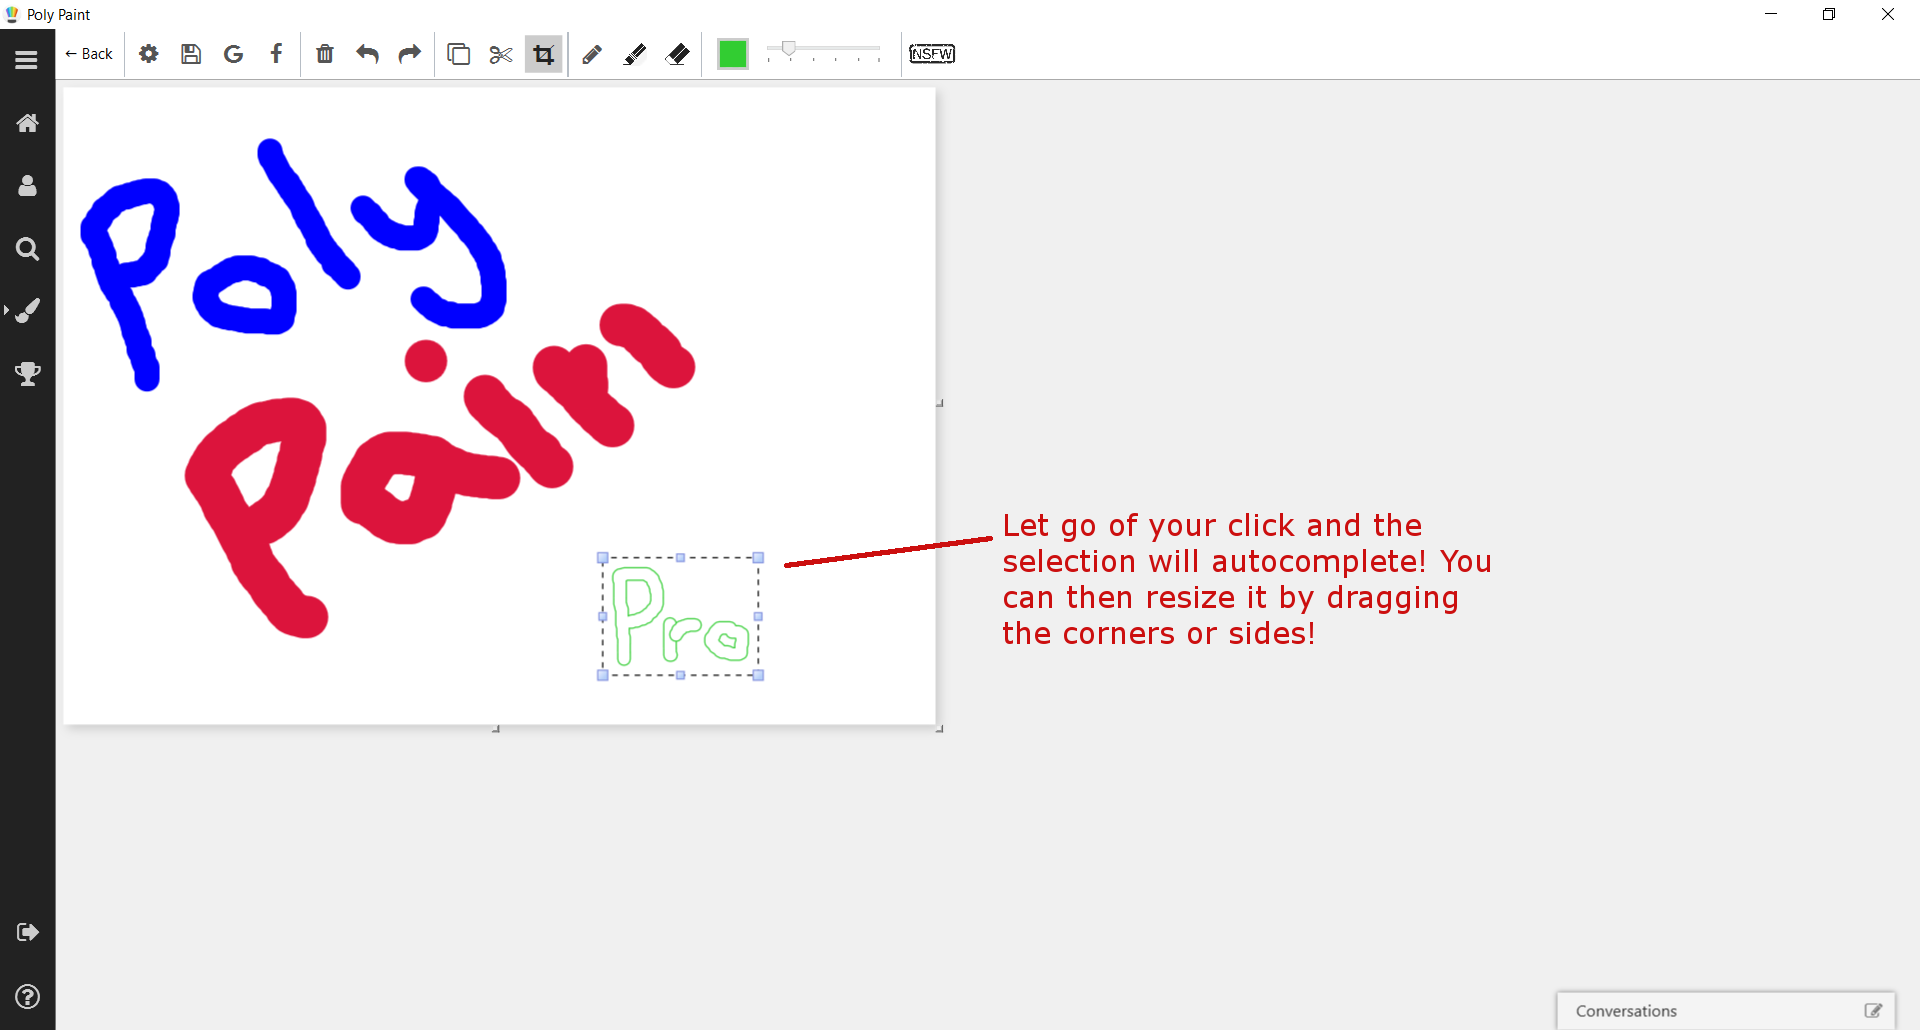 Poly Paint
← Back
NSFW
Poly
Pain
Pro
Let go of your click and the
selection will autocomplete! You
can then resize it by dragging
the corners or sides!
Conversations